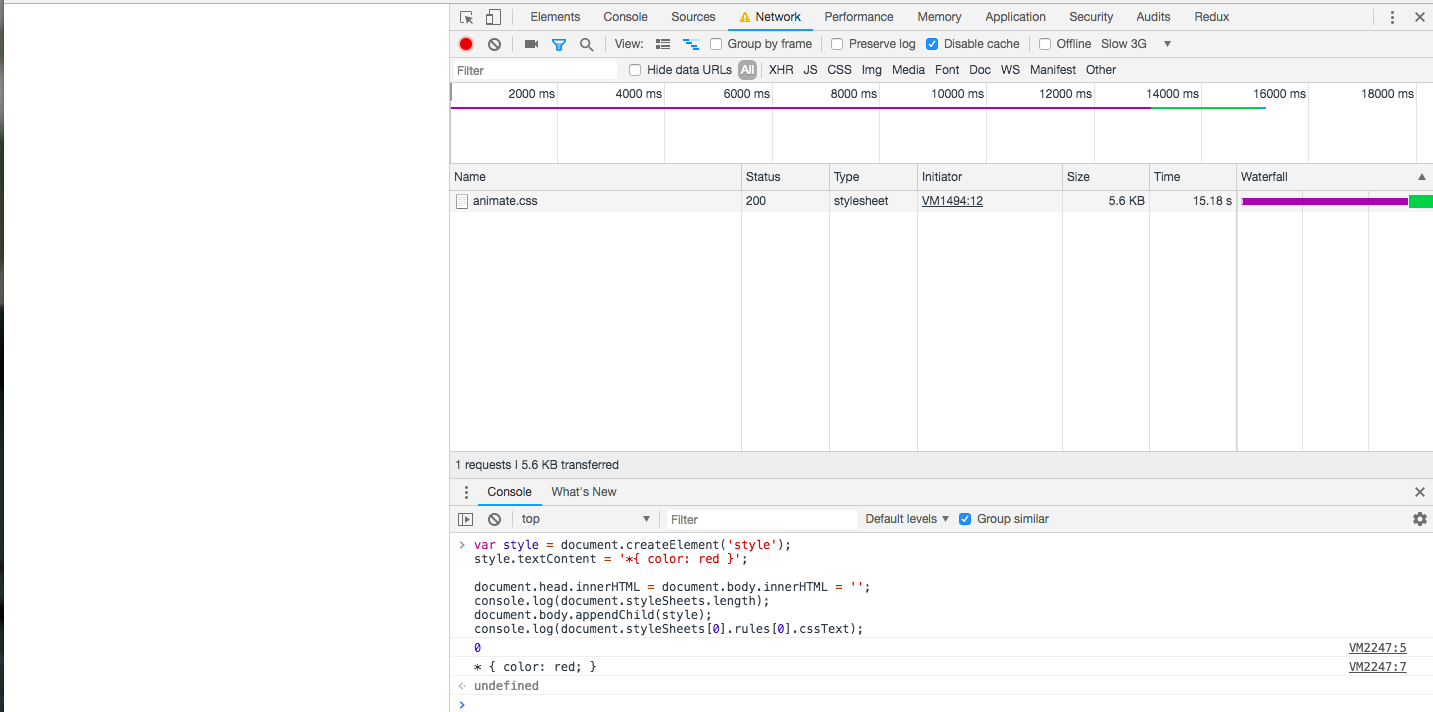 Elements Console Sources Network Performance Memory Application Security Audits Redux
View: Group by frame Preserve log Disable cache Offline Slow 3G
Filter Hide data URLs All XHR JS CSS Img Media Font Doc WS Manifest Other
2000 ms 4000 ms 6000 ms 8000 ms 10000 ms 12000 ms 14000 ms 16000 ms 18000 ms
Name Status Type Initiator Size Time Waterfall
animate.css 200 stylesheet VM1494:12 5.6 KB 15.18 s
1 requests | 5.6 KB transferred
Console What's New
top Filter Default levels Group similar
var style = document.createElement('style');
style.textContent = '*{ color: red }';
document.head.innerHTML = document.body.innerHTML = '';
console.log(document.styleSheets.length);
document.body.appendChild(style);
console.log(document.styleSheets[0].rules[0].cssText);
0 VM2247:5
* { color: red; } VM2247:7
undefined